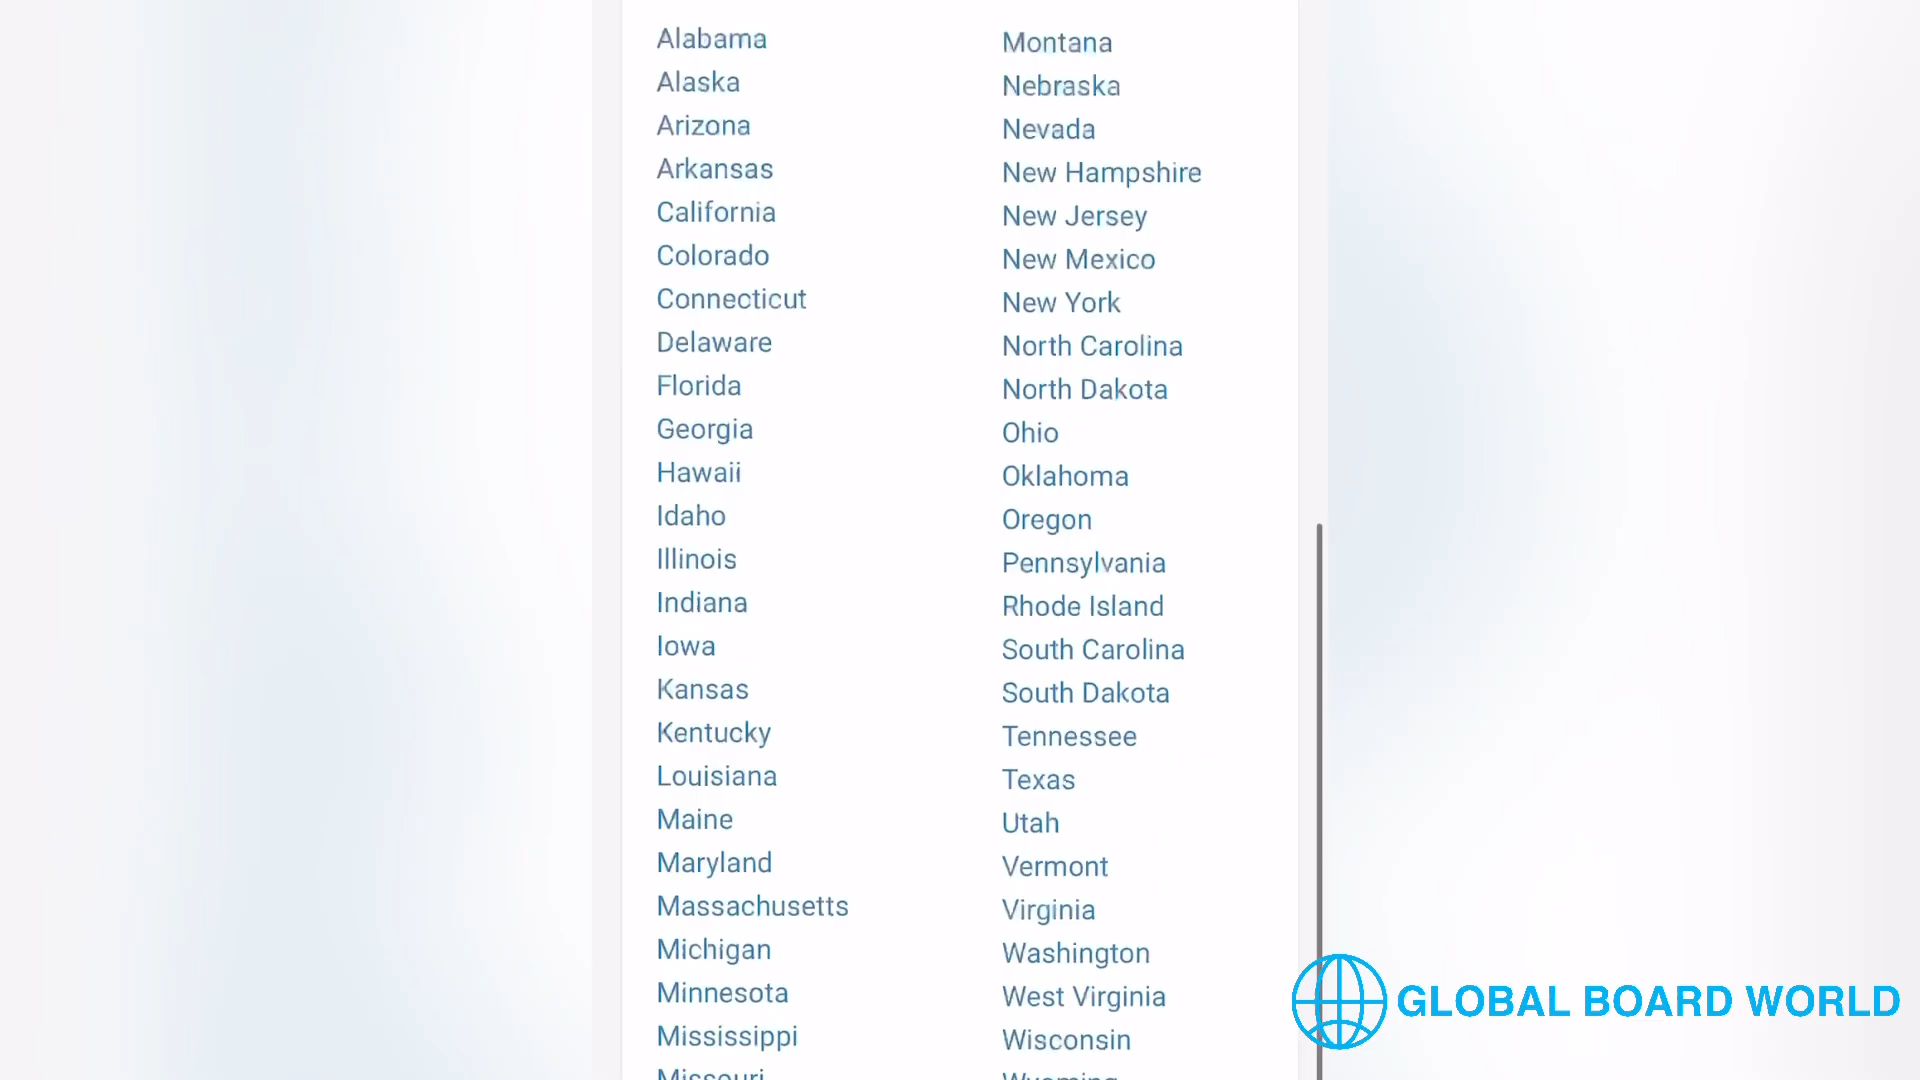 Alabama
Alaska
Arizona
Arkansas
California
Colorado
Connecticut
Delaware
Florida
Georgia
Hawaii
Idaho
Illinois
Indiana
Iowa
Kansas
Kentucky
Louisiana
Maine
Maryland
Massachusetts
Michigan
Minnesota
Mississippi
Missouri
Montana
Nebraska
Nevada
New Hampshire
New Jersey
New Mexico
New York
North Carolina
North Dakota
Ohio
Oklahoma
Oregon
Pennsylvania
Rhode Island
South Carolina
South Dakota
Tennessee
Texas
Utah
Vermont
Virginia
Washington
West Virginia
Wisconsin
Wyoming
GLOBAL BOARD WORLD